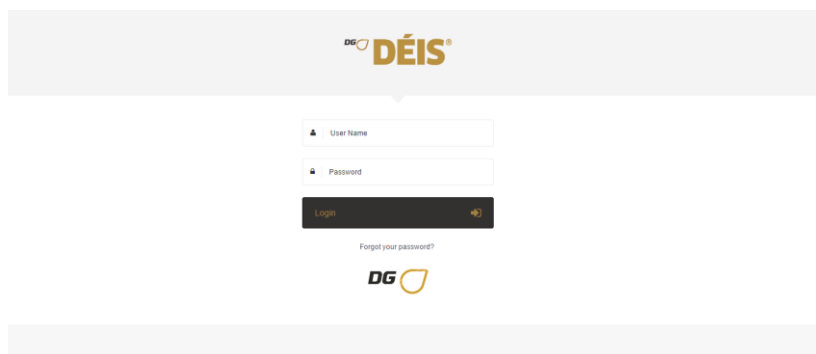 DG DÉIS®
User Name
Password
Login
Forgot your password?
DG